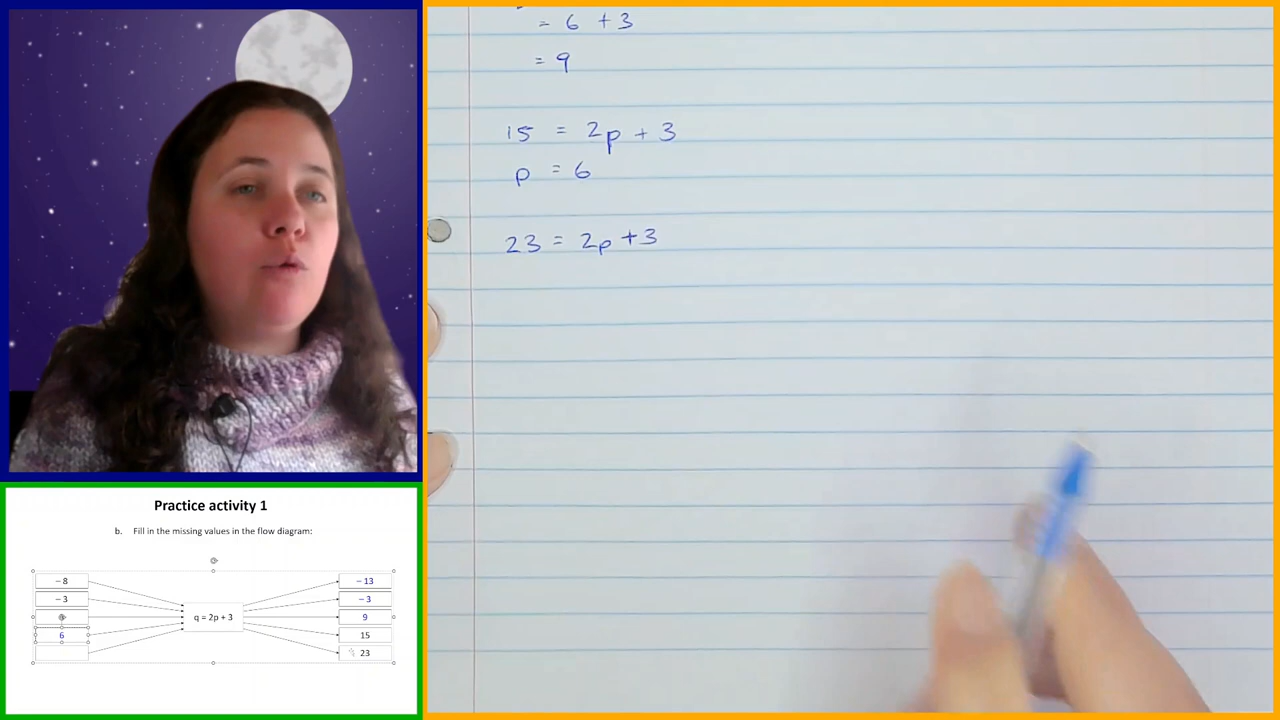 = 6 + 3
= 9
15 = 2p + 3
p = 6
23 = 2p + 3
Practice activity 1
b. Fill in the missing values in the flow diagram:
– 8
– 13
– 3
– 3
q = 2p + 3
9
6
15
23